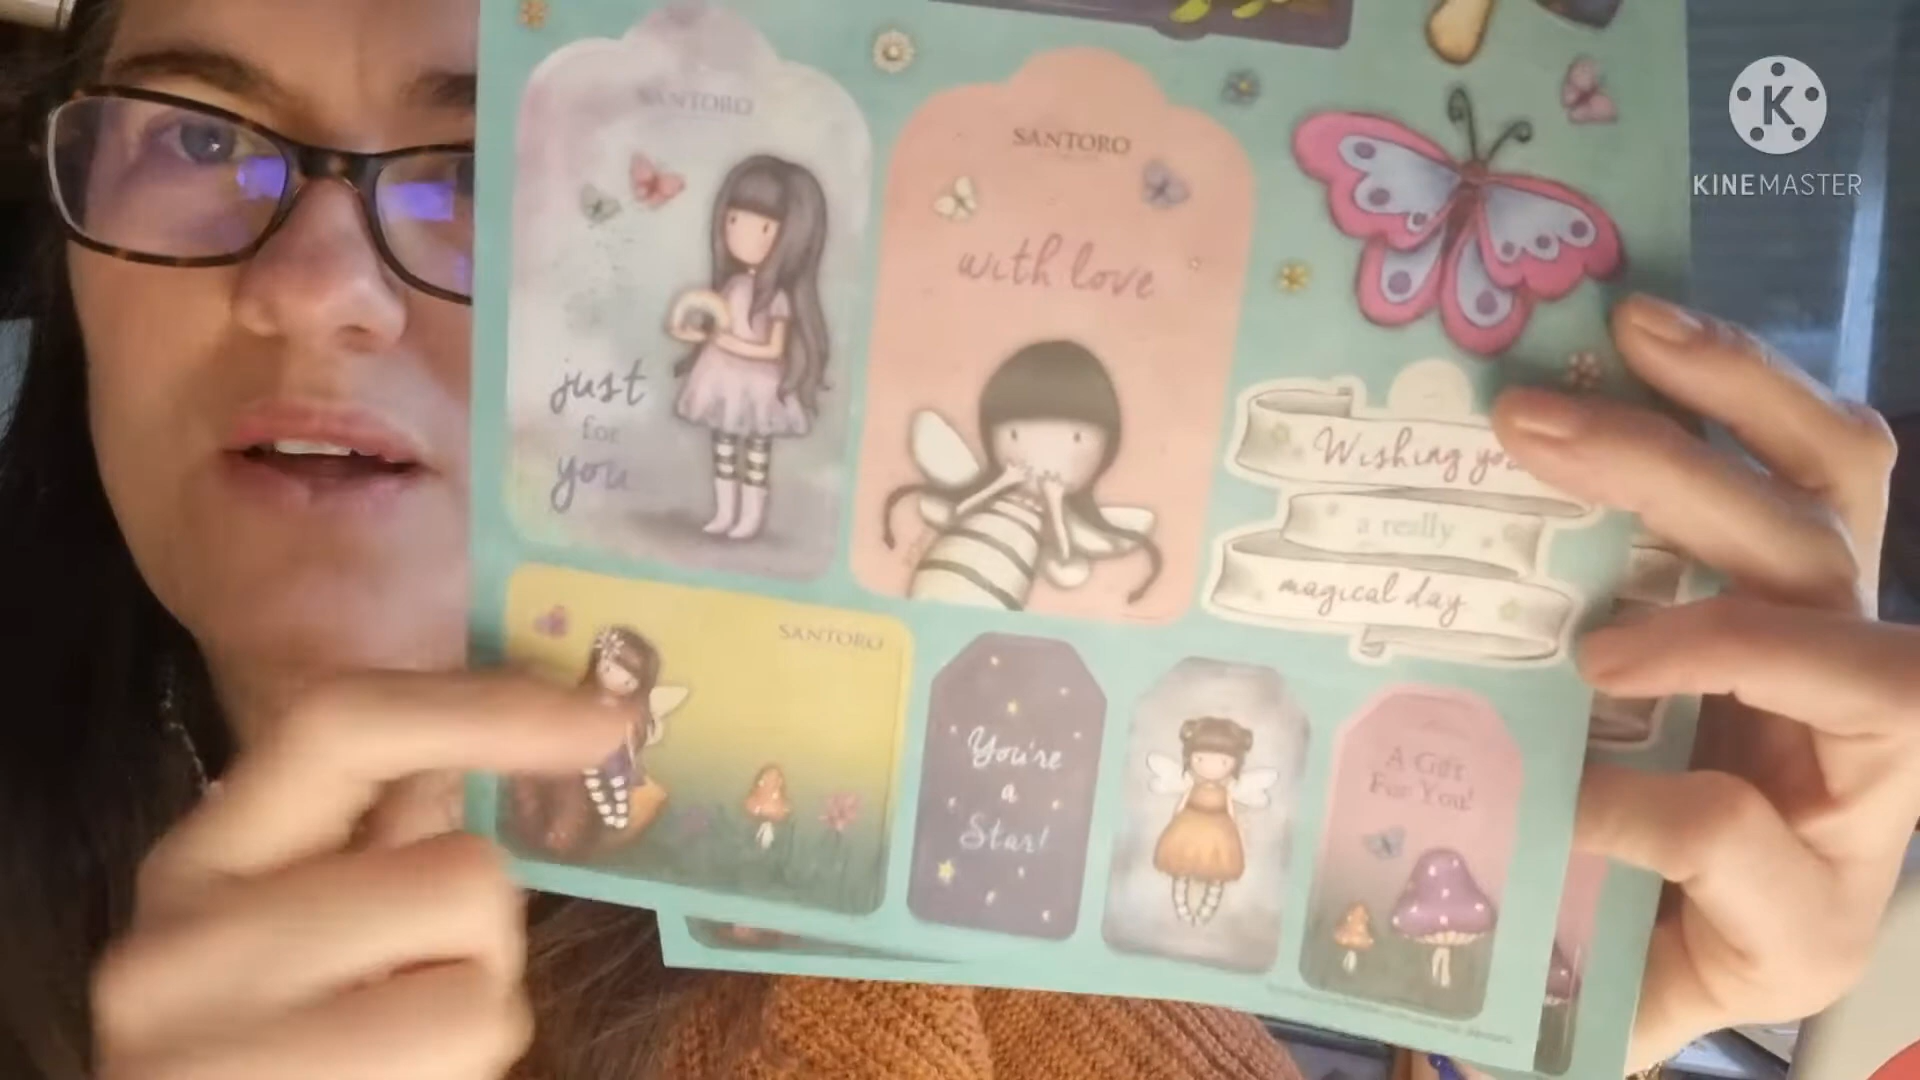 SANTORO
just
for
you
SANTORO
with love
KINEMASTER
Wishing you
a really
magical day
SANTORO
You're
a
Star!
A Gift
For You!